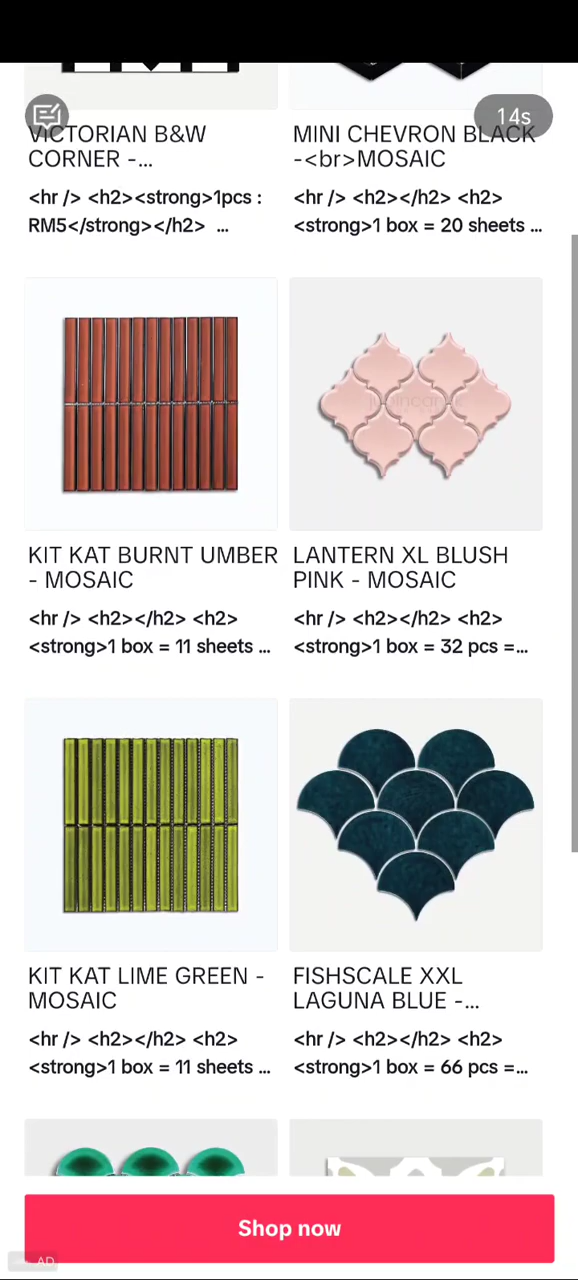 14s
VICTORIAN B&W
CORNER -...
MINI CHEVRON BLACK
-<br>MOSAIC
<hr /> <h2><strong>1pcs :
RM5</strong></h2> ...
<hr /> <h2></h2> <h2>
<strong>1 box = 20 sheets ...
KIT KAT BURNT UMBER
- MOSAIC
LANTERN XL BLUSH
PINK - MOSAIC
<hr /> <h2></h2> <h2>
<strong>1 box = 11 sheets ...
<hr /> <h2></h2> <h2>
<strong>1 box = 32 pcs =...
KIT KAT LIME GREEN -
MOSAIC
FISHSCALE XXL
LAGUNA BLUE -...
<hr /> <h2></h2> <h2>
<strong>1 box = 11 sheets ...
<hr /> <h2></h2> <h2>
<strong>1 box = 66 pcs =...
Shop now
AD